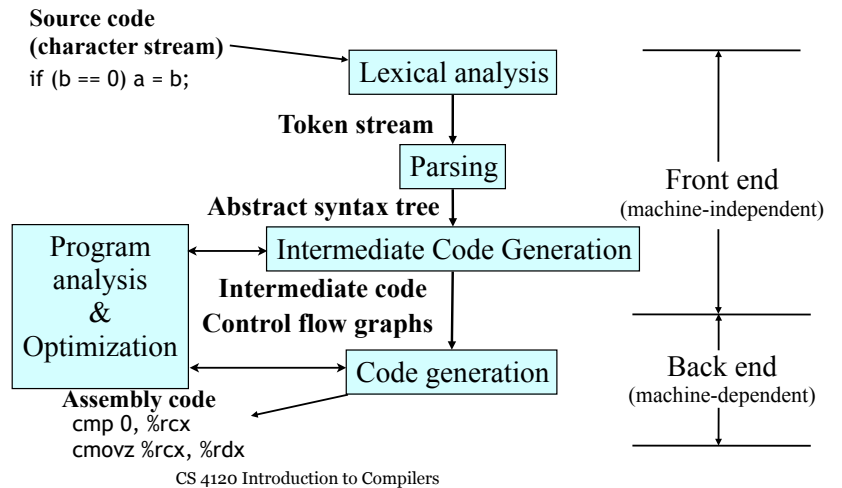 Source code
(character stream)
if (b == 0) a = b;
Lexical analysis
Token stream
Parsing
Abstract syntax tree
Intermediate Code Generation
Intermediate code
Control flow graphs
Program
analysis
&
Optimization
Code generation
Assembly code
cmp 0, %rcx
cmovz %rcx, %rdx
Front end
(machine-independent)
Back end
(machine-dependent)
CS 4120 Introduction to Compilers